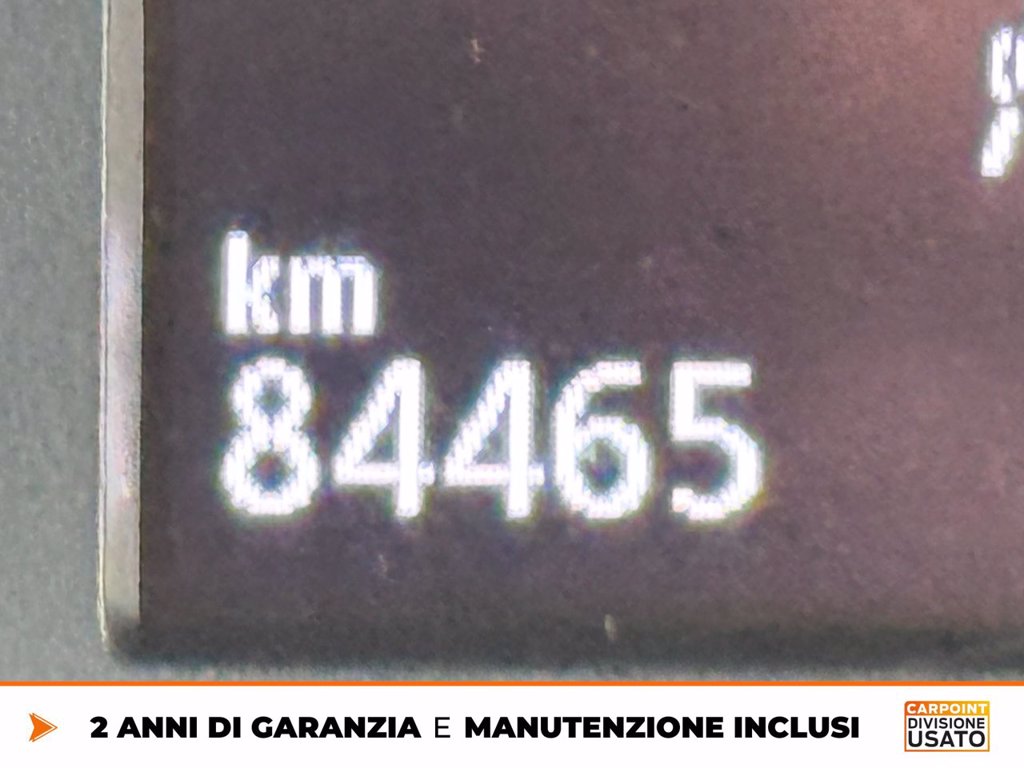 km
84465
2 ANNI DI GARANZIA E MANUTENZIONE INCLUSI
CARPOINT
DIVISIONE
USATO